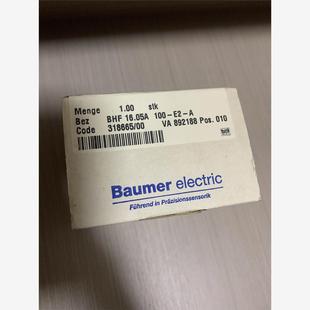 Menge 1.00 stk
Bez BHF 16.05A 100-E2-A
Code 318665/00 VA 892188 Pos. 010
Baumer electric
Führend in Präzisionssensorik